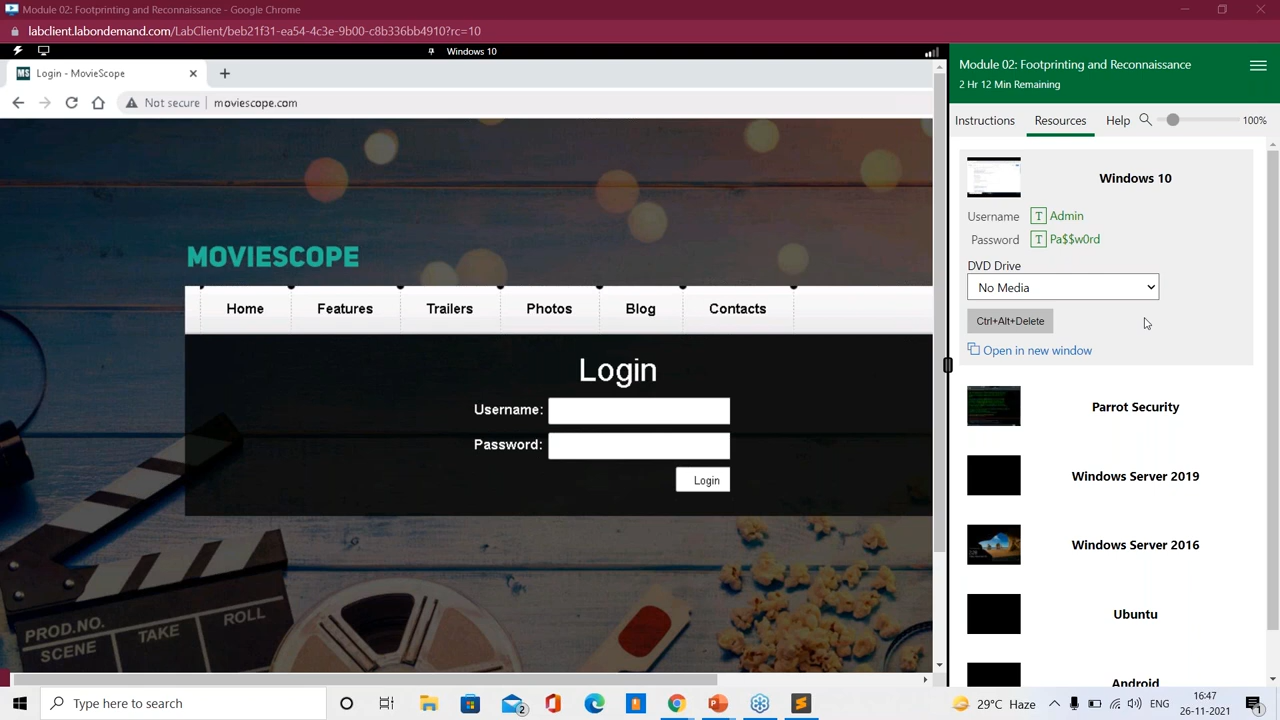 Module 02: Footprinting and Reconnaissance - Google Chrome
labclient.labondemand.com/LabClient/beb21f31-ea54-4c3e-9b00-c8b336bb4910?rc=10
Windows 10
MS Login - MovieScope
Not secure moviescope.com
MOVIESCOPE
Home Features Trailers Photos Blog Contacts
Login
Username:
Password:
Login
PROD.NO.
SCENE TAKE ROLL
Module 02: Footprinting and Reconnaissance
2 Hr 12 Min Remaining
Instructions Resources Help 100%
Windows 10
Username T Admin
Password T Pa$$w0rd
DVD Drive
No Media
Ctrl+Alt+Delete
Open in new window
Parrot Security
Windows Server 2019
Windows Server 2016
Ubuntu
Android
Type here to search
2
29°C Haze
ENG
16:47
26-11-2021
1